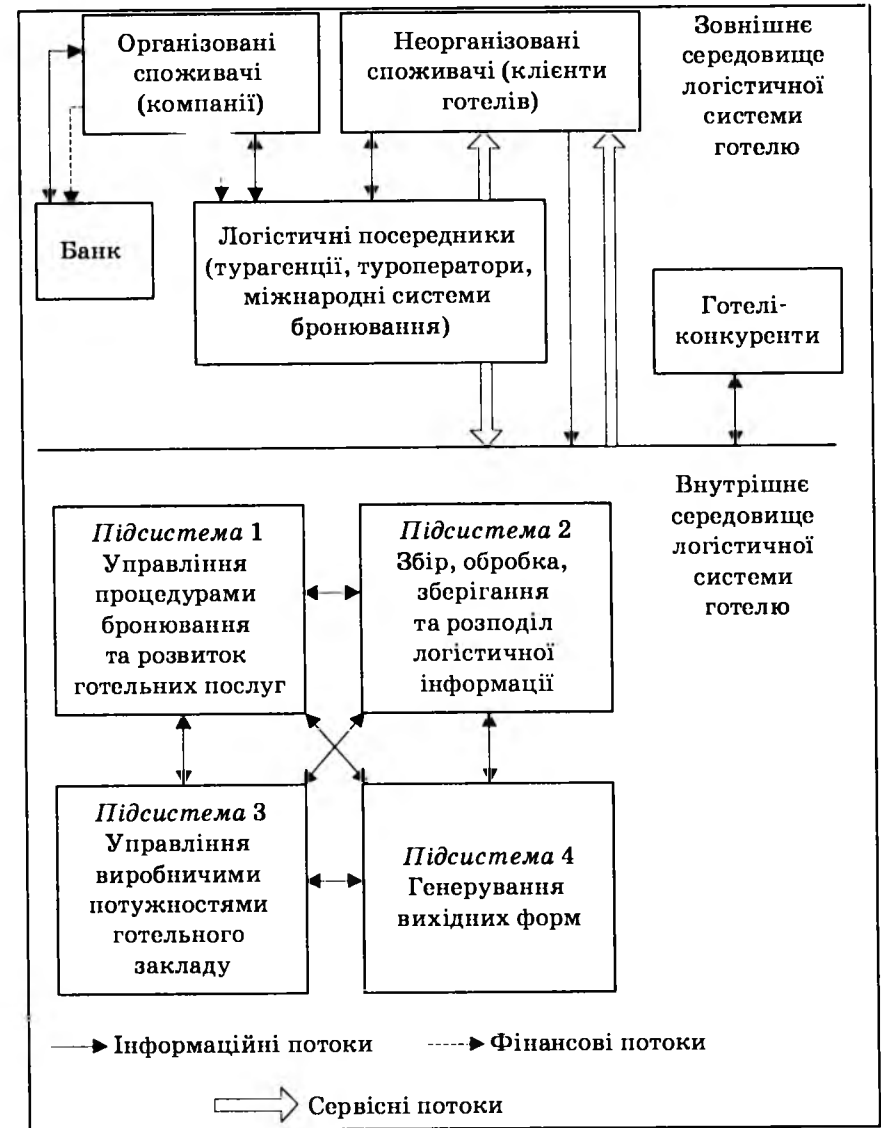 Організовані
споживачі
(компанії)
Неорганізовані
споживачі (клієнти
готелів)
Зовнішнє
середовище
логістичної
системи
готелю
Банк
Логістичні посередники
(турагенції, туроператори,
міжнародні системи
бронювання)
Готелі-
конкуренти
Внутрішнє
середовище
логістичної
системи
готелю
Підсистема 1
Управління
процедурами
бронювання
та розвиток
готельних послуг
Підсистема 2
Збір, обробка,
зберігання
та розподіл
логістичної
інформації
Підсистема 3
Управління
виробничими
потужностями
готельного
закладу
Підсистема 4
Генерування
вихідних форм
Інформаційні потоки
Фінансові потоки
Сервісні потоки